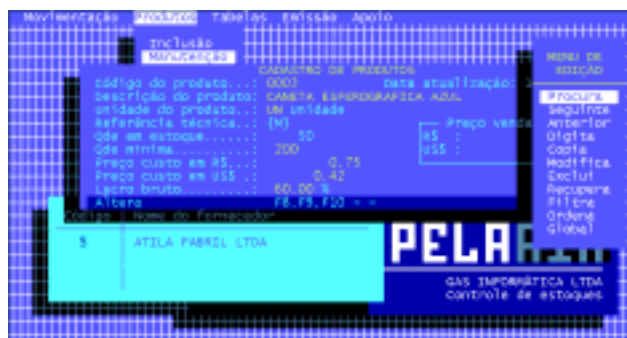 Movimentação Produtos Tabelas Emissão Apoio
Inclusão
Manutenção
CADASTRO DE PRODUTOS
Código do produto...: 0003 Data atualização:
Descrição do produto: CANETA ESFEROGRAFICA AZUL
Unidade do produto..: UN Unidade
Referência técnica..: (N) Preço venda
Qde em estoque......: 50 R$ :
Qde mínima..........: 200 US$ :
Preço custo em R$...: 0.75
Preço custo em US$ .: 0.42
Lucro bruto.........: 60.00 %
Altera F8,F9,F10 = =
Código Nome do fornecedor
5 ATILA FABRIL LTDA
MENU DE
EDIÇÃO
Procura
Seguinte
Anterior
Digita
Copia
Modifica
Exclui
Recupera
Filtra
Ordena
Global
PELA
GAS INFORMÁTICA LTDA
Controle de estoques